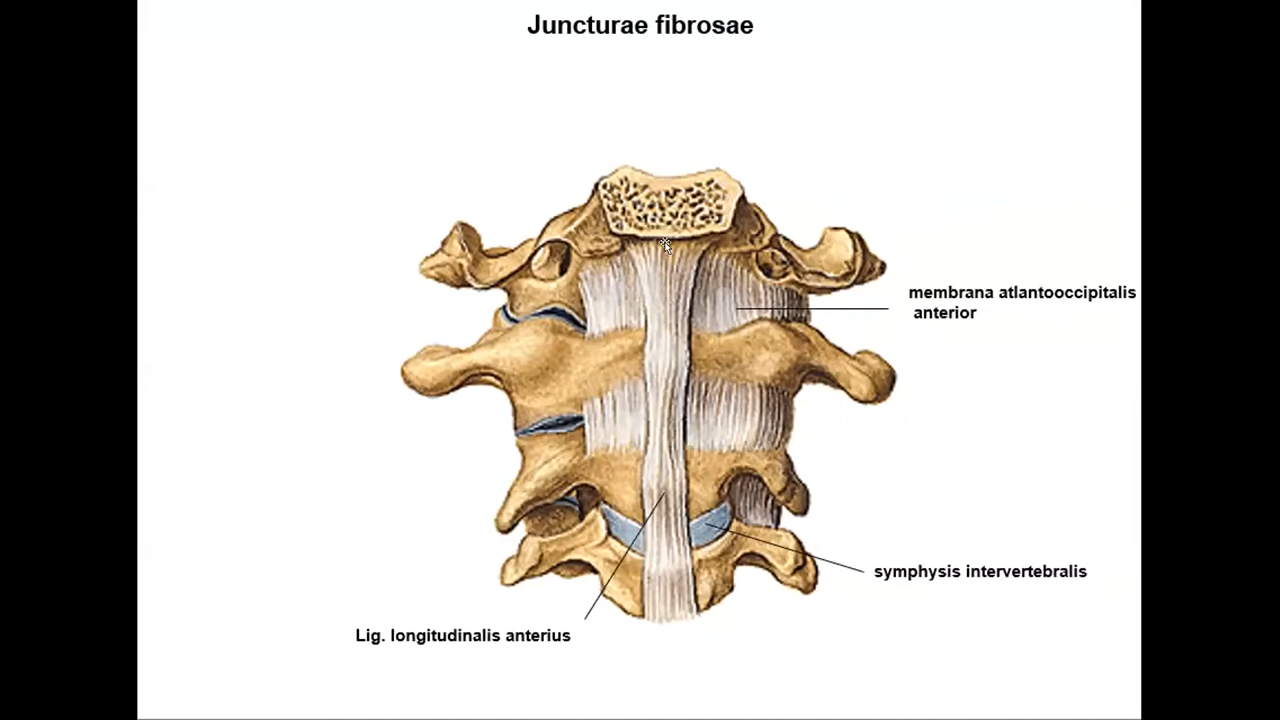 Juncturae fibrosae
membrana atlantooccipitalis
anterior
symphysis intervertebralis
Lig. longitudinalis anterius